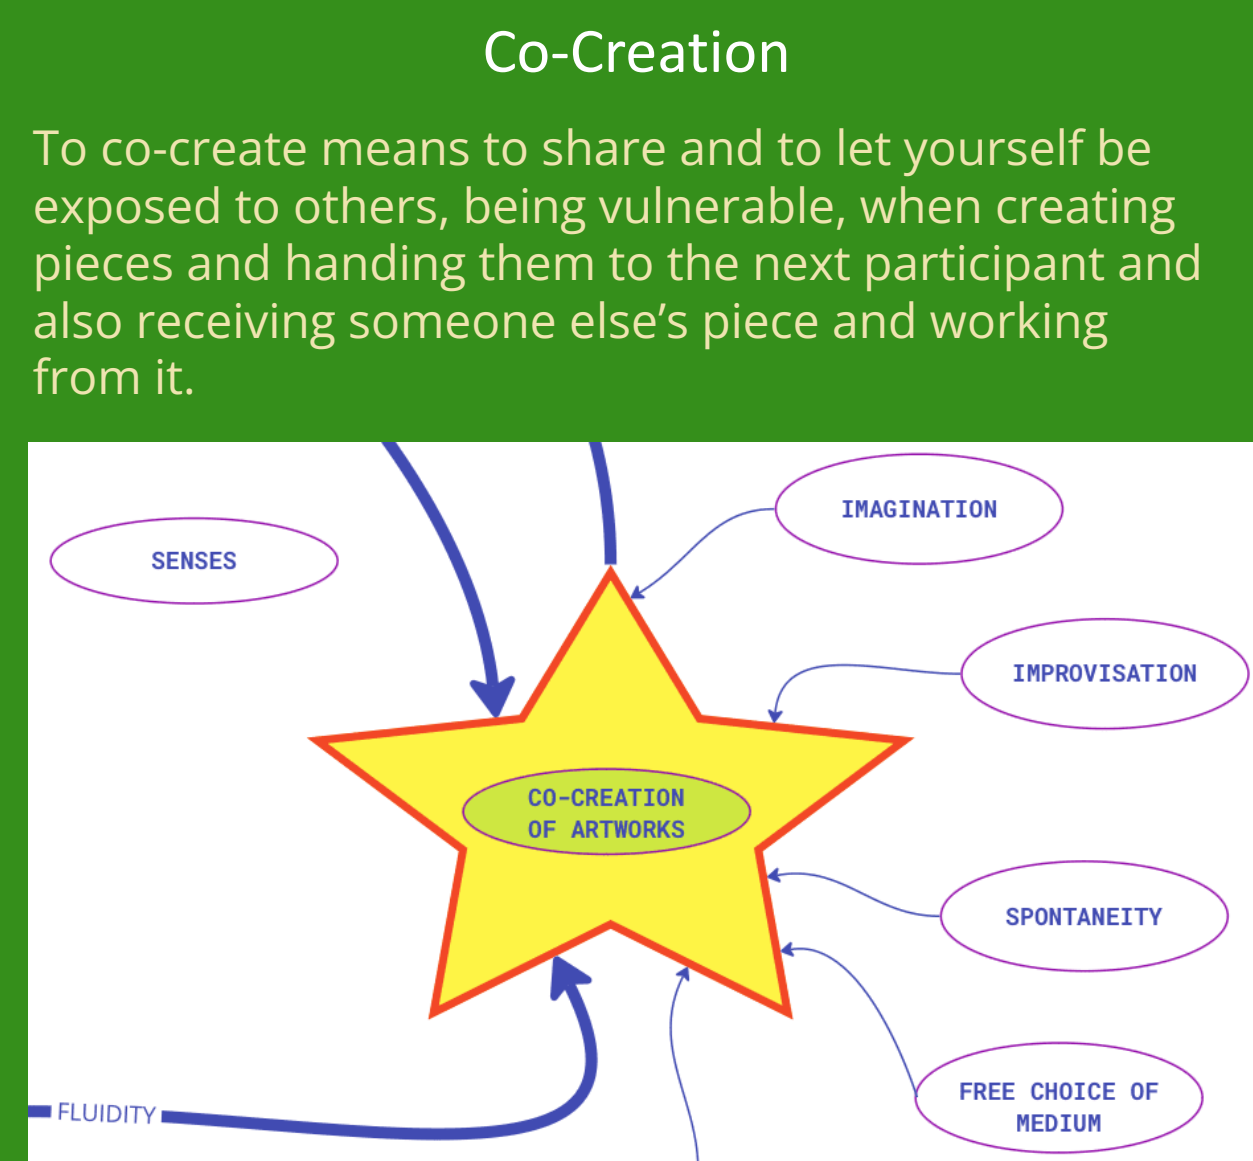 Co-Creation
To co-create means to share and to let yourself be
exposed to others, being vulnerable, when creating
pieces and handing them to the next participant and
also receiving someone else’s piece and working
from it.
IMAGINATION
SENSES
IMPROVISATION
CO-CREATION
OF ARTWORKS
SPONTANEITY
FREE CHOICE OF
MEDIUM
FLUIDITY